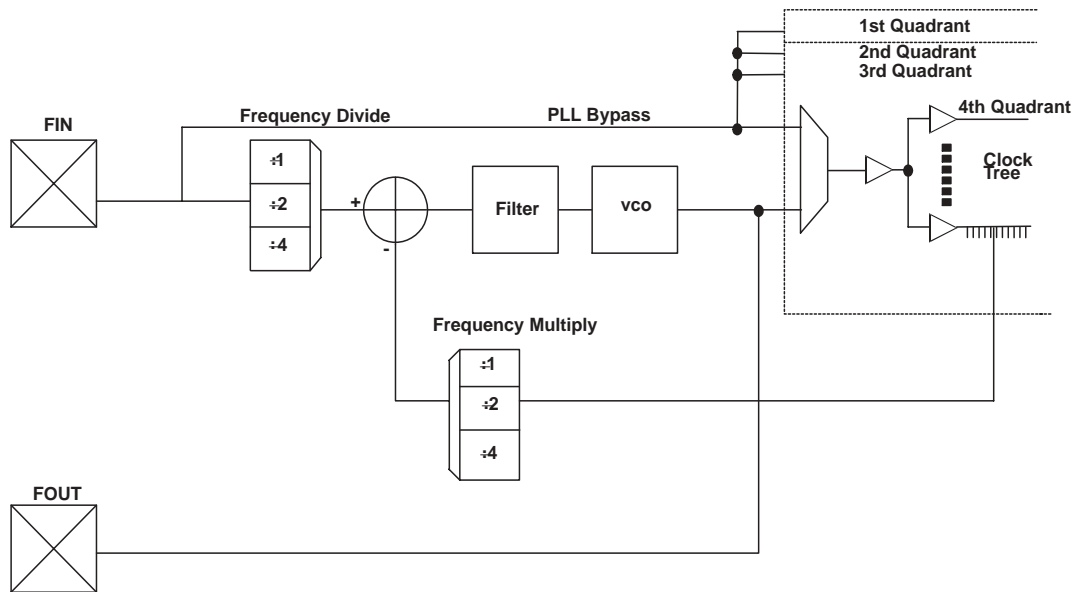 1st Quadrant
2nd Quadrant
3rd Quadrant
4th Quadrant
Frequency Divide
PLL Bypass
FIN
÷1
÷2
÷4
+
-
Filter
vco
Clock
Tree
Frequency Multiply
÷1
÷2
÷4
FOUT